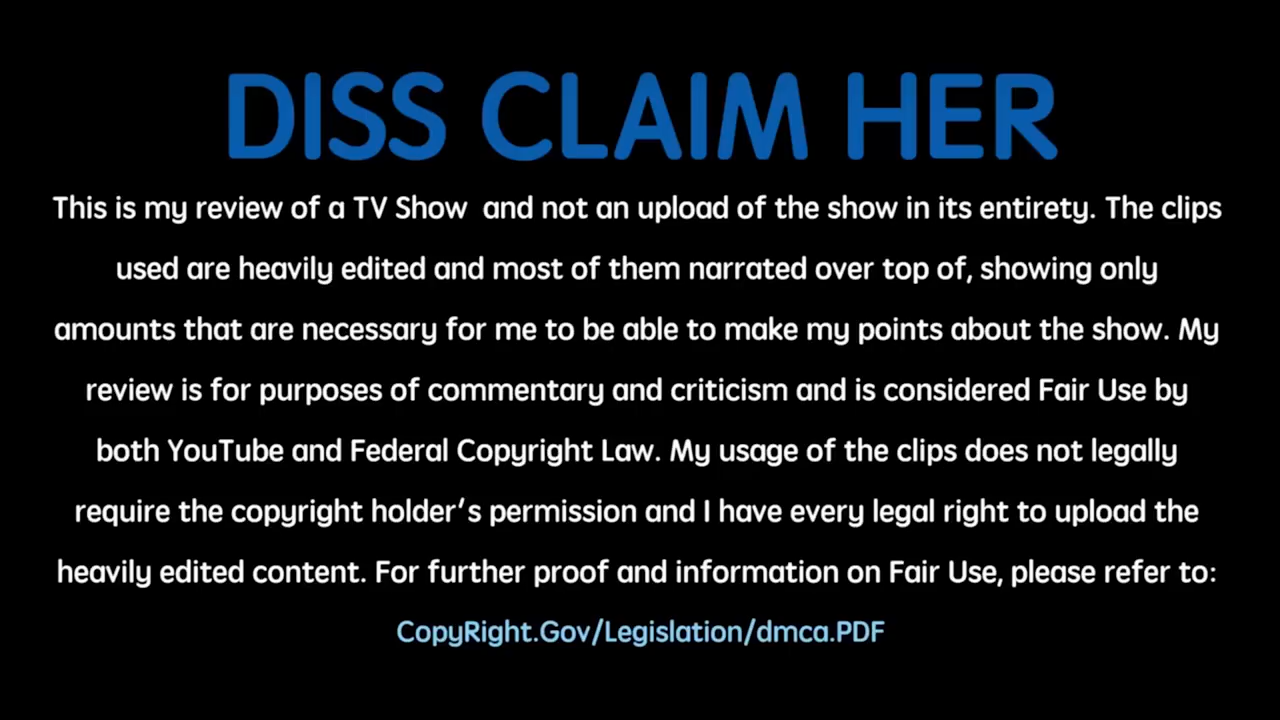 DISS CLAIM HER
This is my review of a TV Show and not an upload of the show in its entirety. The clips
used are heavily edited and most of them narrated over top of, showing only
amounts that are necessary for me to be able to make my points about the show. My
review is for purposes of commentary and criticism and is considered Fair Use by
both YouTube and Federal Copyright Law. My usage of the clips does not legally
require the copyright holder's permission and I have every legal right to upload the
heavily edited content. For further proof and information on Fair Use, please refer to:
CopyRight.Gov/Legislation/dmca.PDF